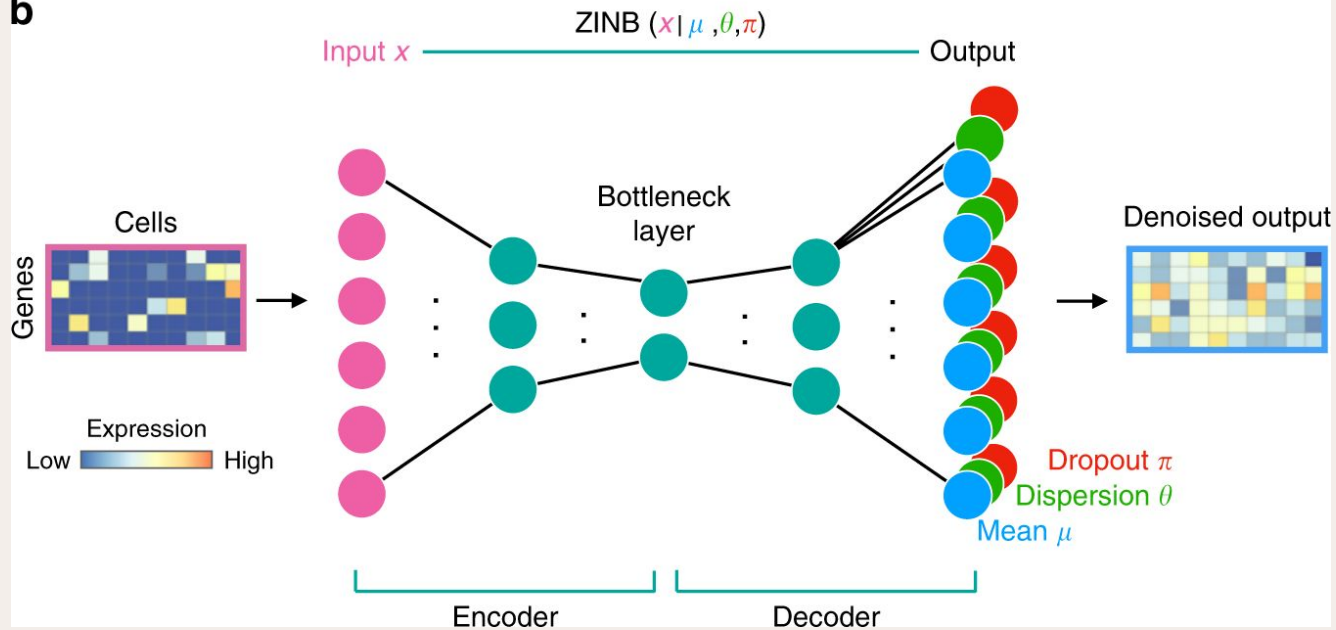 b
ZINB (x | μ ,θ,π)
Input x
Output
Bottleneck
layer
Cells
Genes
Denoised output
Expression
Low
High
Dropout π
Dispersion θ
Mean μ
Encoder
Decoder